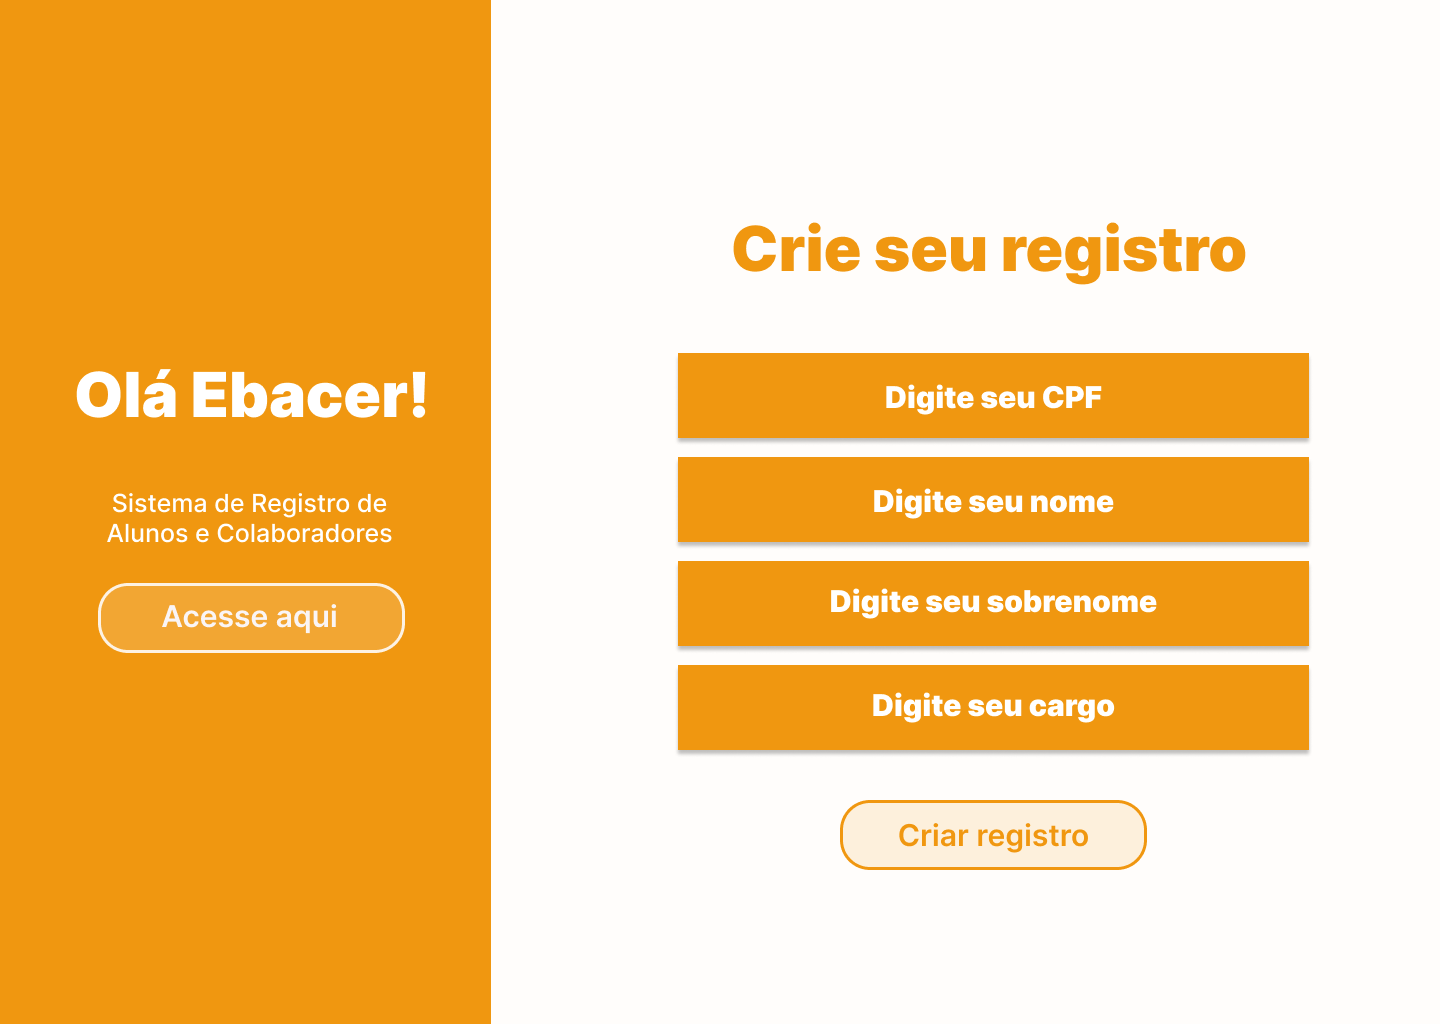 Olá Ebacer!
Sistema de Registro de
Alunos e Colaboradores
Acesse aqui
Crie seu registro
Digite seu CPF
Digite seu nome
Digite seu sobrenome
Digite seu cargo
Criar registro